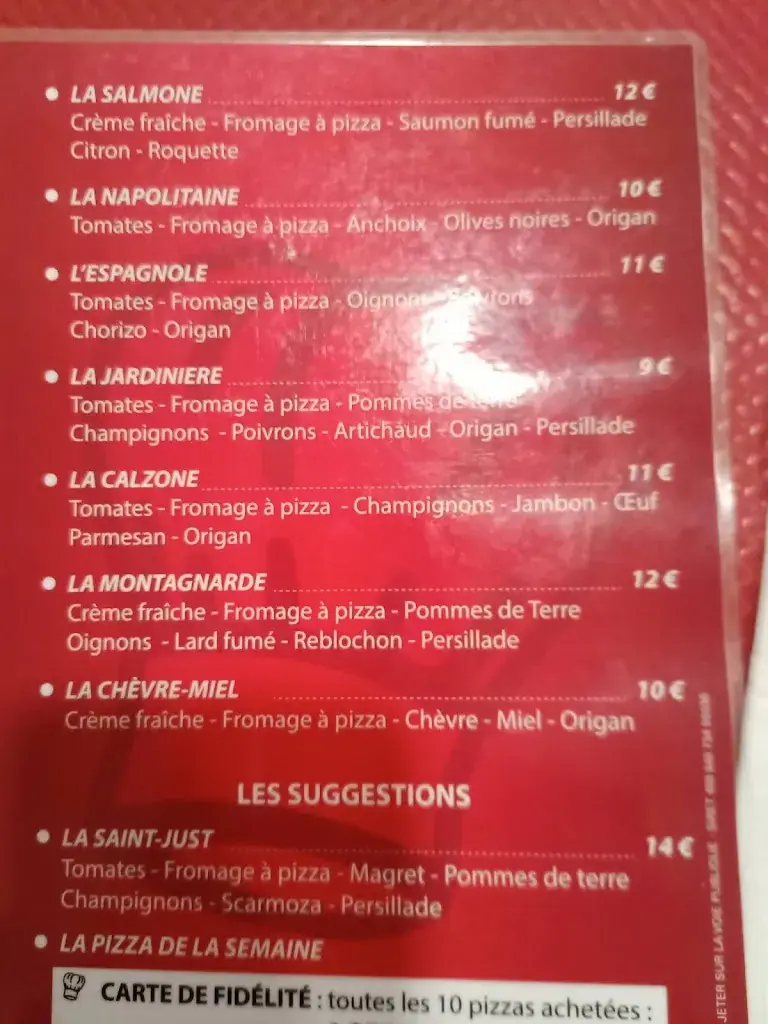 LA SALMONE 12 €
Crème fraîche - Fromage à pizza - Saumon fumé - Persillade
Citron - Roquette
LA NAPOLITAINE 10 €
Tomates - Fromage à pizza - Anchoix - Olives noires - Origan
L'ESPAGNOLE 11 €
Tomates - Fromage à pizza - Oignons - Poivrons
Chorizo - Origan
LA JARDINIERE 9 €
Tomates - Fromage à pizza - Pommes de terre
Champignons - Poivrons - Artichaud - Origan - Persillade
LA CALZONE 11 €
Tomates - Fromage à pizza - Champignons - Jambon - Œuf
Parmesan - Origan
LA MONTAGNARDE 12 €
Crème fraîche - Fromage à pizza - Pommes de Terre
Oignons - Lard fumé - Reblochon - Persillade
LA CHÈVRE-MIEL 10 €
Crème fraîche - Fromage à pizza - Chèvre - Miel - Origan
LES SUGGESTIONS
LA SAINT-JUST 14 €
Tomates - Fromage à pizza - Magret - Pommes de terre
Champignons - Scarmoza - Persillade
LA PIZZA DE LA SEMAINE
CARTE DE FIDÉLITÉ : toutes les 10 pizzas achetées :
JETER SUR LA VOIE PUBLIQUE